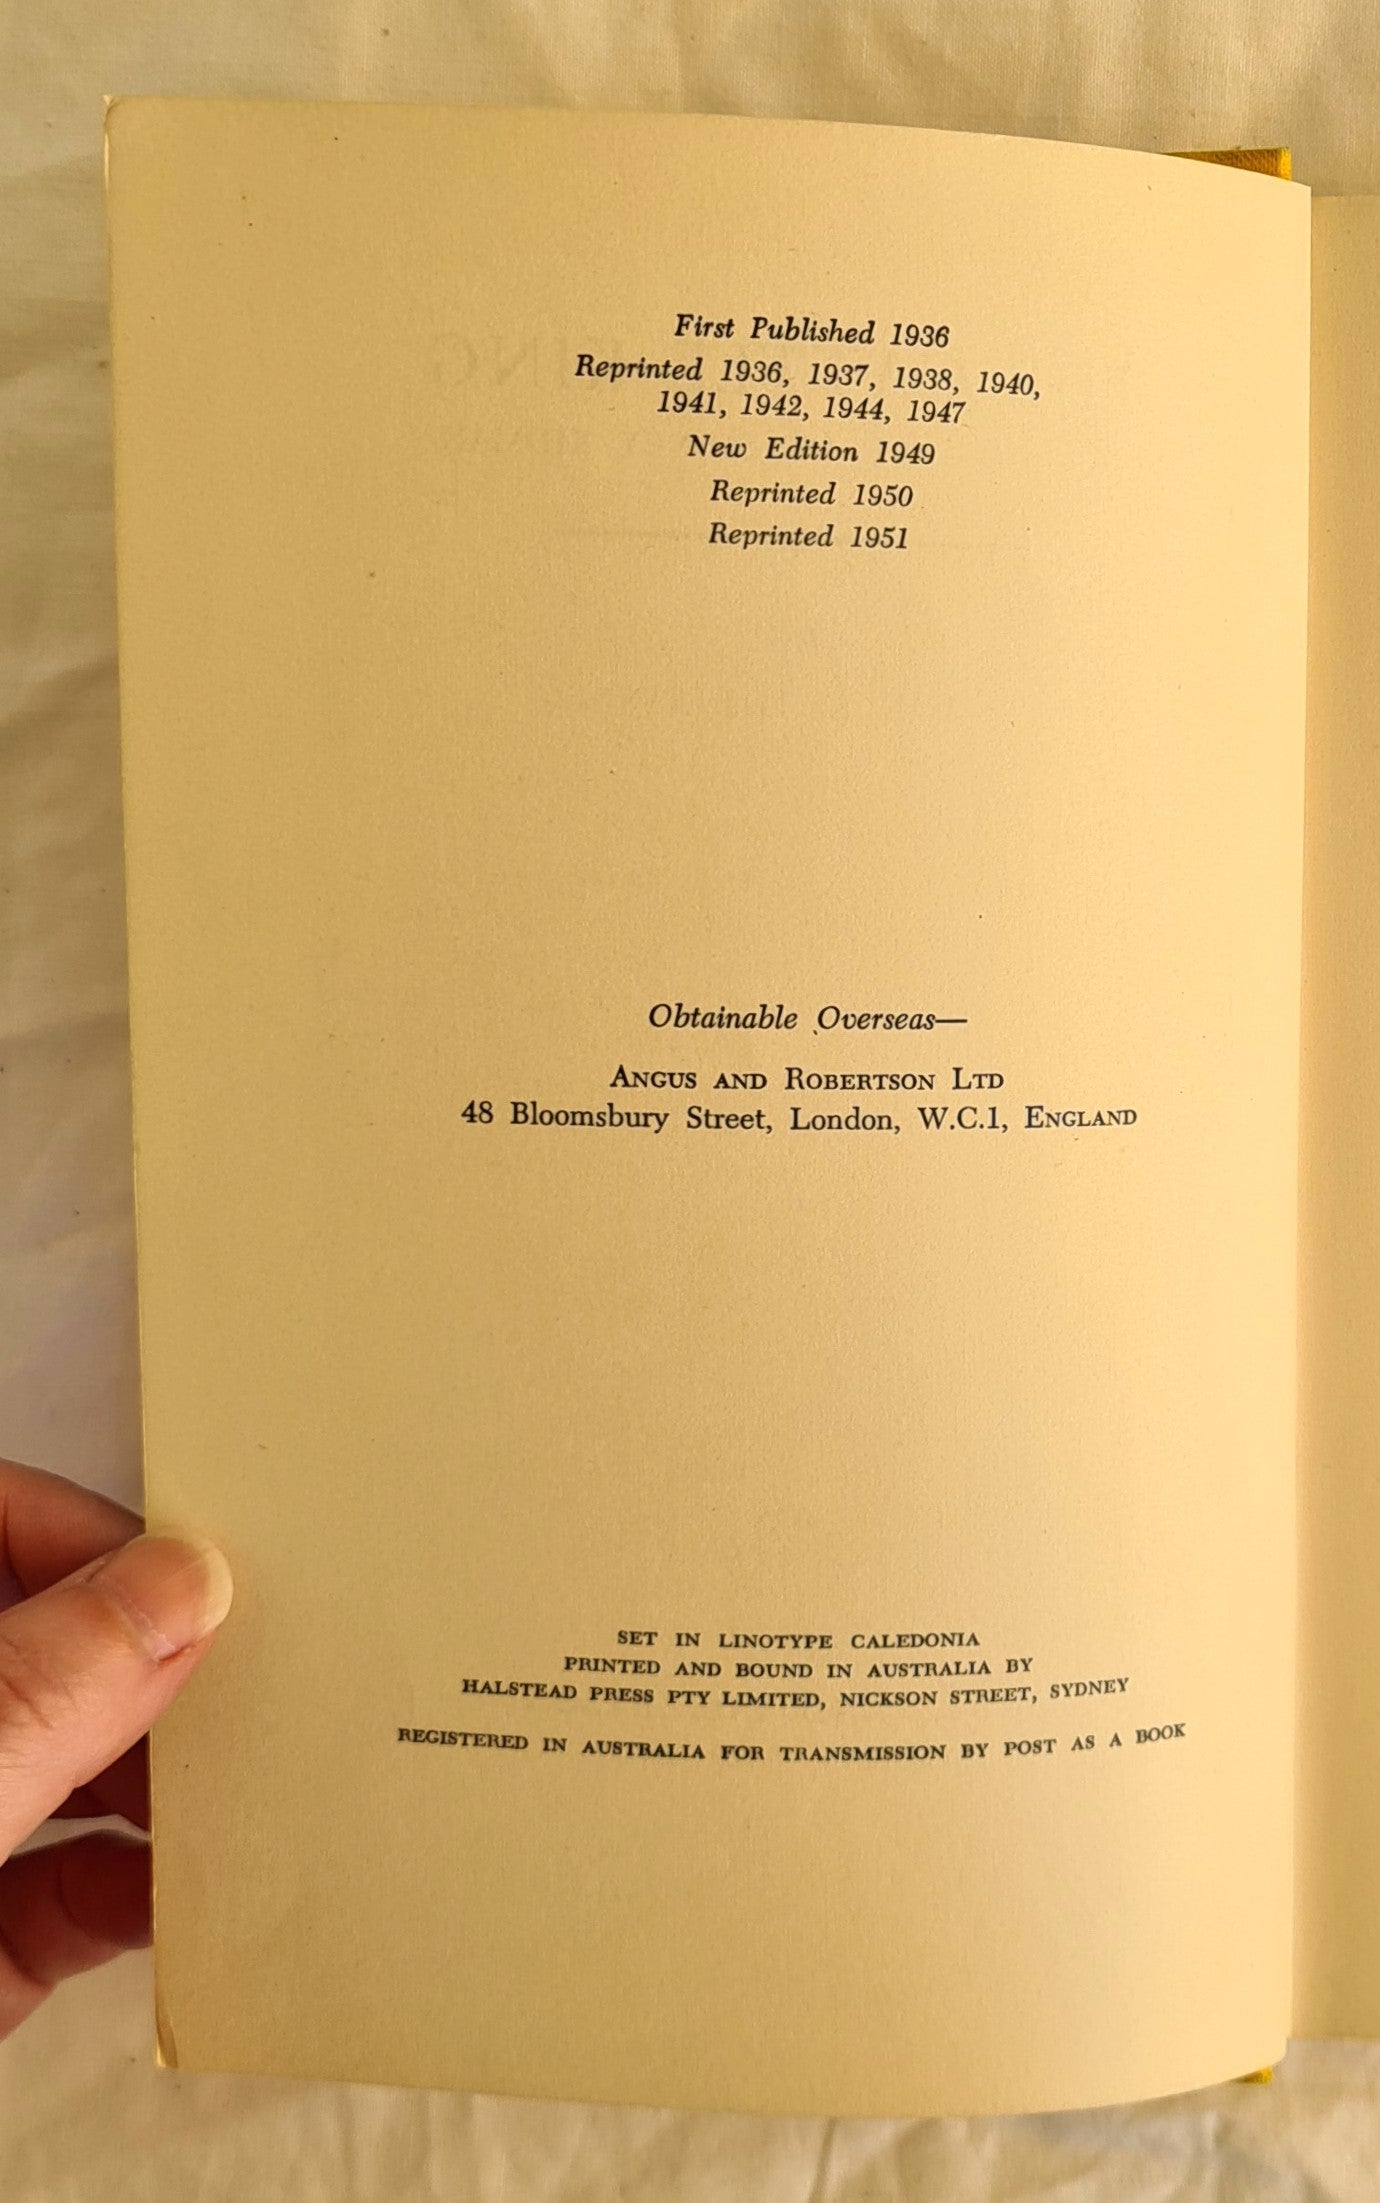 First Published 1936
Reprinted 1936, 1937, 1938, 1940,
1941, 1942, 1944, 1947
New Edition 1949
Reprinted 1950
Reprinted 1951
Obtainable Overseas—
ANGUS AND ROBERTSON LTD
48 Bloomsbury Street, London, W.C.1, ENGLAND
SET IN LINOTYPE CALEDONIA
PRINTED AND BOUND IN AUSTRALIA BY
HALSTEAD PRESS PTY LIMITED, NICKSON STREET, SYDNEY
REGISTERED IN AUSTRALIA FOR TRANSMISSION BY POST AS A BOOK